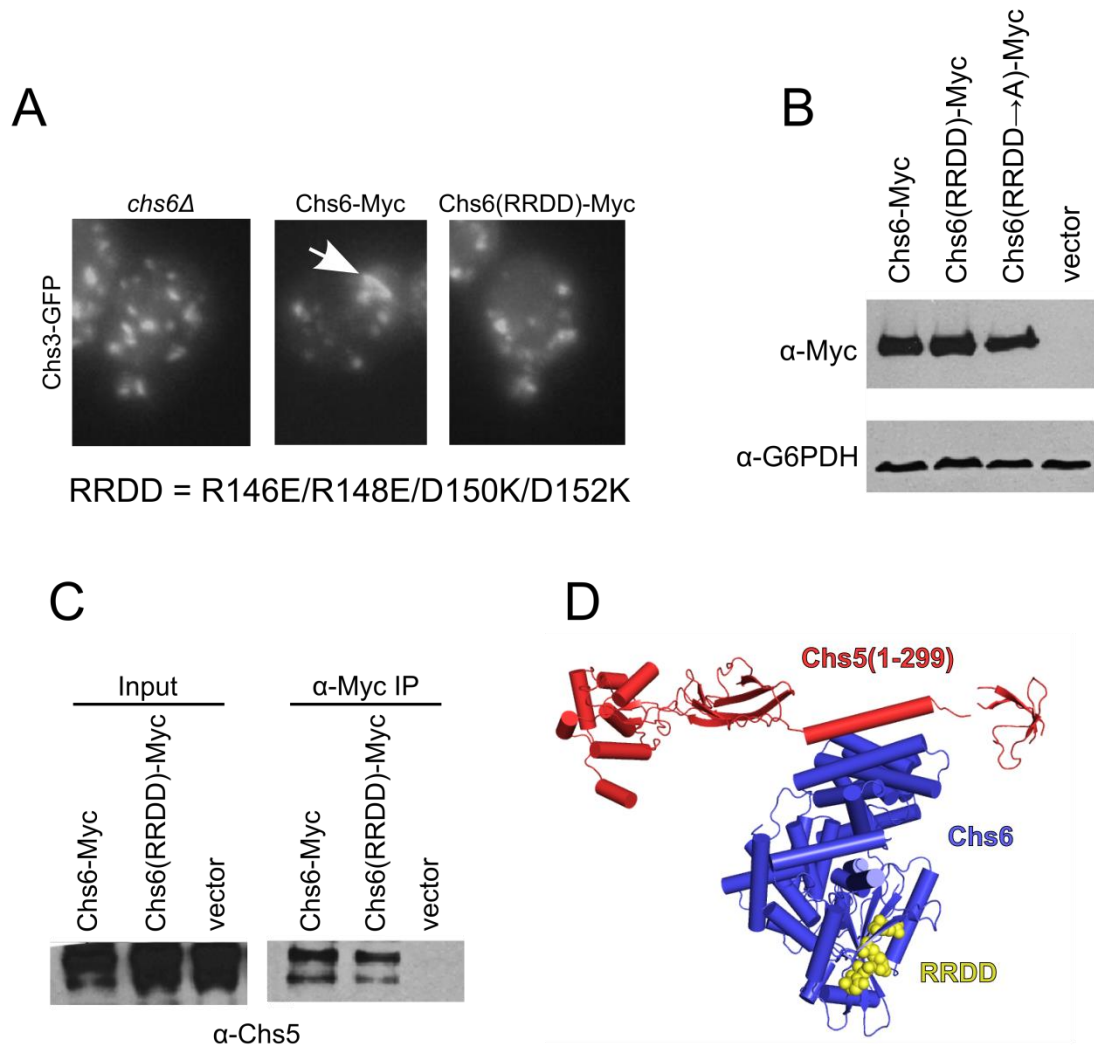 A
chs6Δ
Chs6-Myc
Chs6(RRDD)-Myc
Chs3-GFP
RRDD = R146E/R148E/D150K/D152K
B
Chs6-Myc
Chs6(RRDD)-Myc
Chs6(RRDD→A)-Myc
vector
α-Myc
α-G6PDH
C
Input
α-Myc IP
Chs6-Myc
Chs6(RRDD)-Myc
vector
Chs6-Myc
Chs6(RRDD)-Myc
vector
α-Chs5
D
Chs5(1-299)
Chs6
RRDD